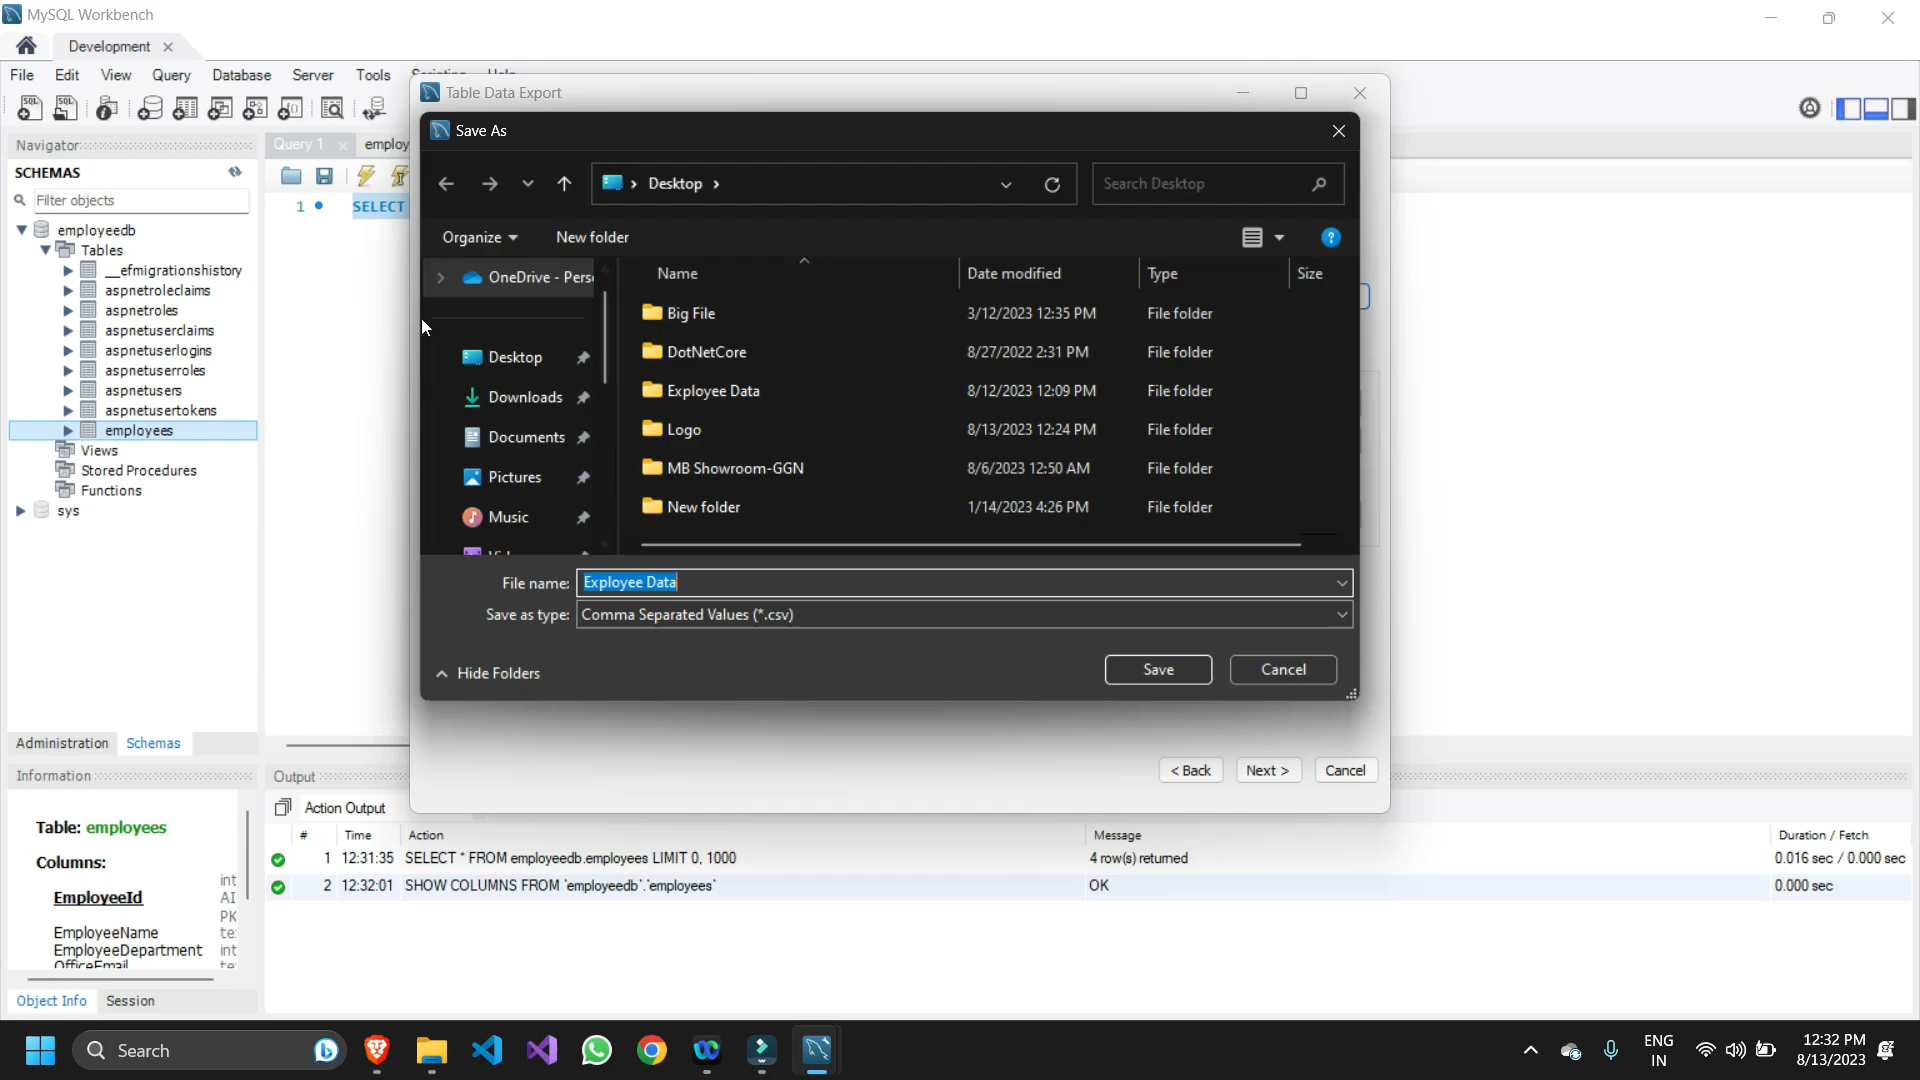 MySQL Workbench
Development
File Edit View Query Database Server Tools
Table Data Export
Navigator
Query 1
employ
Save As
SCHEMAS
Filter objects
1
SELECT
Desktop
Search Desktop
Organize
New folder
employeedb
Tables
__efmigrationshistory
aspnetroleclaims
aspnetroles
aspnetuserclaims
aspnetuserlogins
aspnetuserroles
aspnetusers
aspnetusertokens
employees
Views
Stored Procedures
Functions
sys
OneDrive - Pers
Desktop
Downloads
Documents
Pictures
Music
Name Date modified Type Size
Big File 3/12/2023 12:35 PM File folder
DotNetCore 8/27/2022 2:31 PM File folder
Exployee Data 8/12/2023 12:09 PM File folder
Logo 8/13/2023 12:24 PM File folder
MB Showroom-GGN 8/6/2023 12:50 AM File folder
New folder 1/14/2023 4:26 PM File folder
File name: Exployee Data
Save as type: Comma Separated Values (*.csv)
Hide Folders
Save
Cancel
< Back
Next >
Cancel
Administration
Schemas
Information
Table: employees
Columns:
EmployeeId int
AI
PK
EmployeeName te
EmployeeDepartment int
OfficeEmail te
Object Info
Session
Output
Action Output
# Time Action Message Duration / Fetch
1 12:31:35 SELECT * FROM employeedb.employees LIMIT 0, 1000 4 row(s) returned 0.016 sec / 0.000 sec
2 12:32:01 SHOW COLUMNS FROM `employeedb`.`employees` OK 0.000 sec
Search
ENG
IN
12:32 PM
8/13/2023